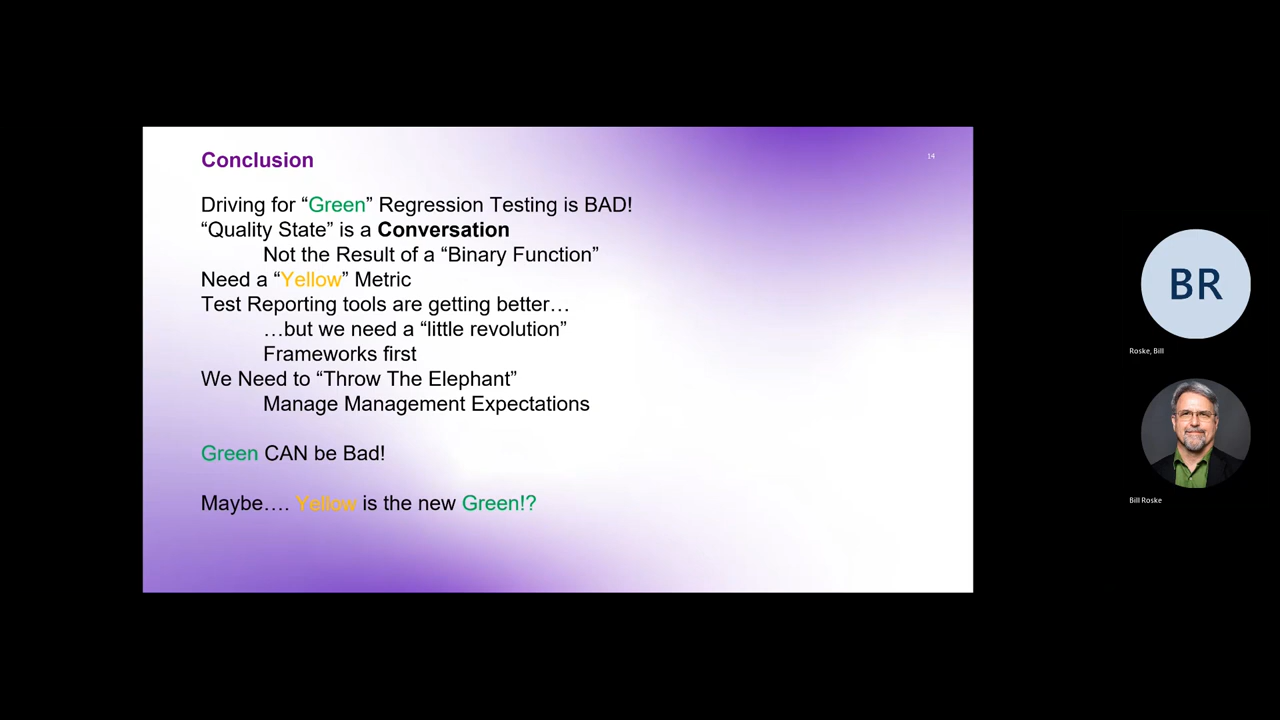 Conclusion
14
Driving for “Green” Regression Testing is BAD!
“Quality State” is a Conversation
Not the Result of a “Binary Function”
Need a “Yellow” Metric
Test Reporting tools are getting better…
…but we need a “little revolution”
Frameworks first
We Need to “Throw The Elephant”
Manage Management Expectations
Green CAN be Bad!
Maybe…. Yellow is the new Green!?
BR
Roske, Bill
Bill Roske